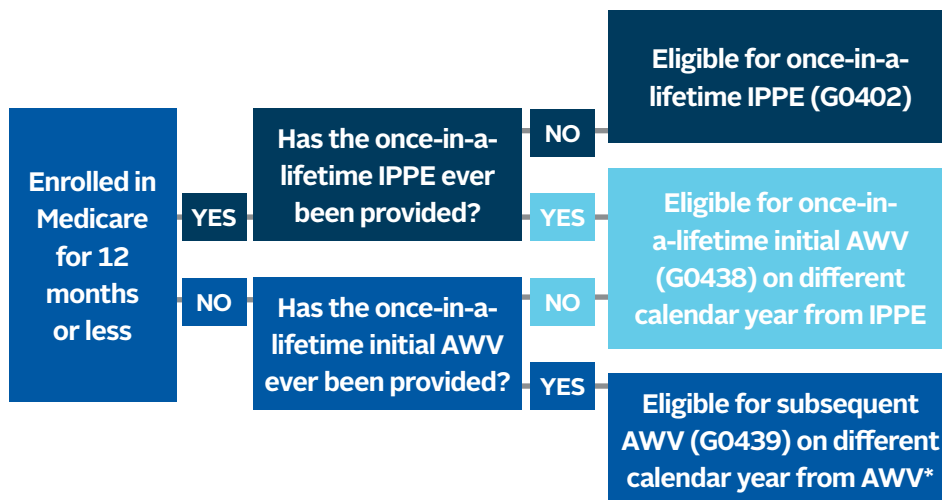 Enrolled in
Medicare
for 12
months
or less
YES
Has the once-in-a-
lifetime IPPE ever
been provided?
NO
Eligible for once-in-a-
lifetime IPPE (G0402)
YES
Eligible for once-in-
a-lifetime initial AWV
(G0438) on different
calendar year from IPPE
NO
Has the once-in-a-
lifetime initial AWV
ever been provided?
NO
YES
Eligible for subsequent
AWV (G0439) on different
calendar year from AWV*